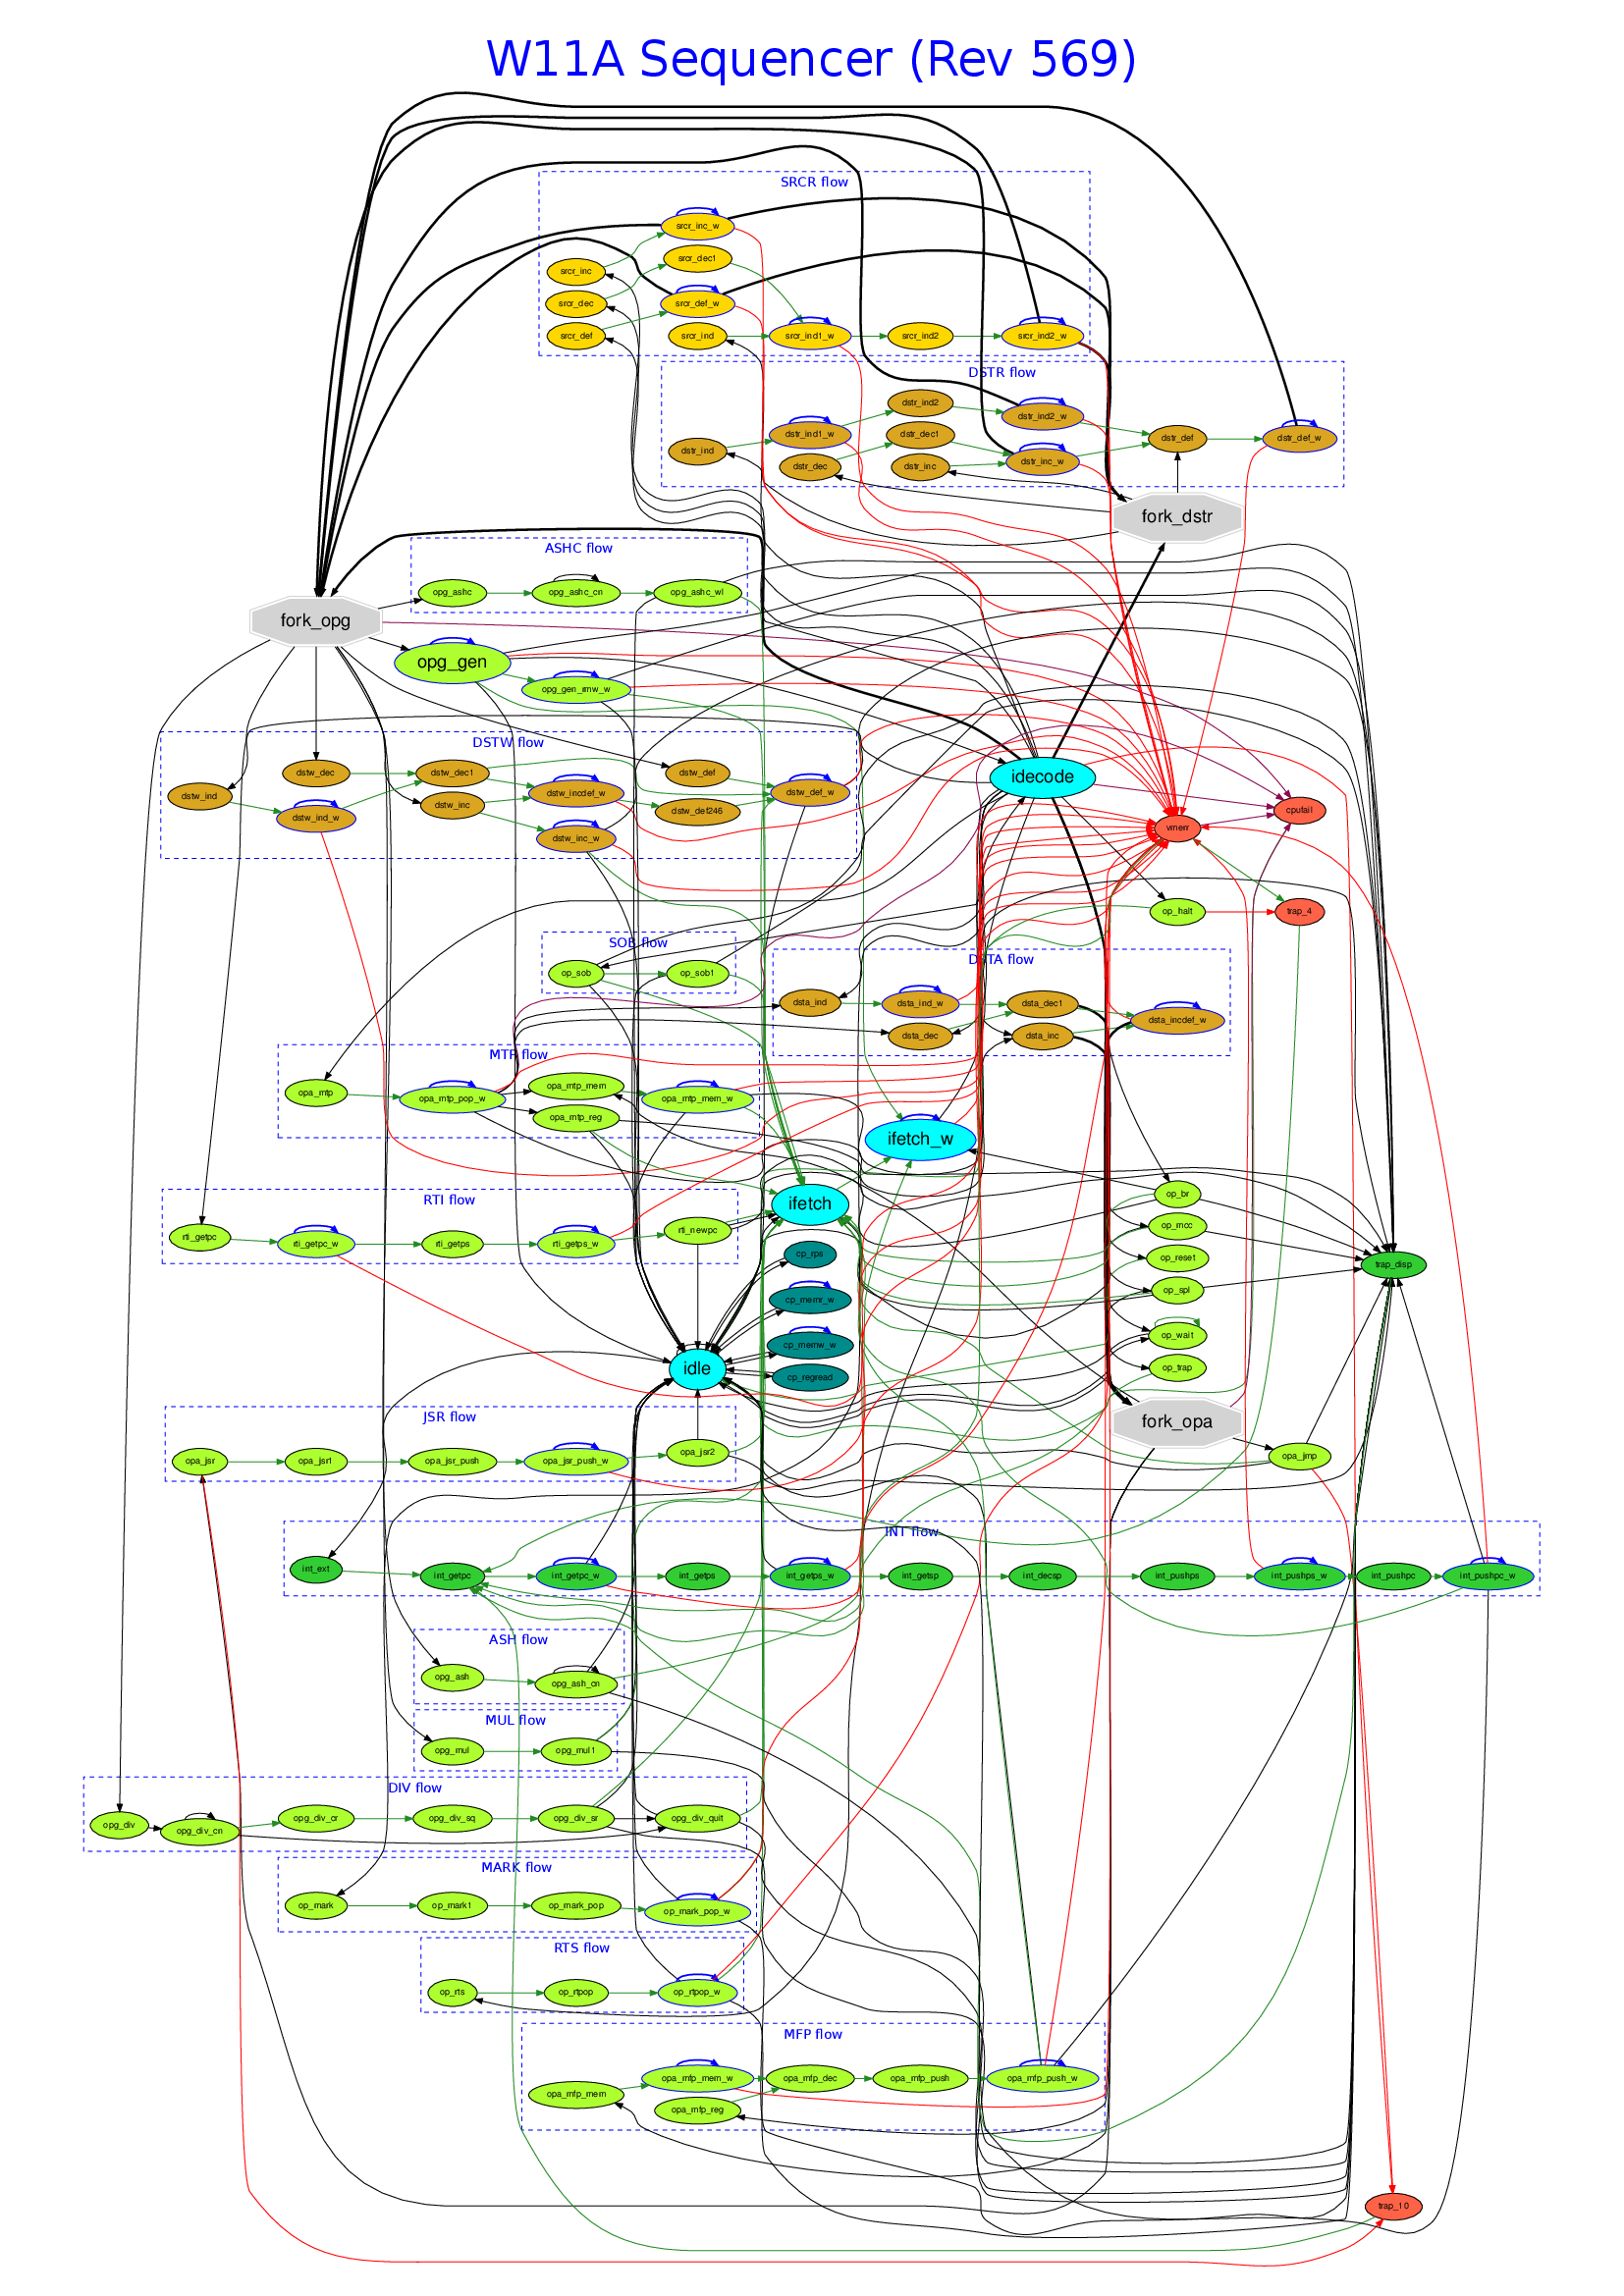 W11A Sequencer (Rev 569)
SRCR flow
srcr_inc_w
srcr_dec1
srcr_inc
srcr_dec
srcr_def_w
srcr_def
srcr_ind
srcr_ind1_w
srcr_ind2
srcr_ind2_w
DSTR flow
dstr_ind2
dstr_ind2_w
dstr_ind1_w
dstr_dec1
dstr_def
dstr_def_w
dstr_ind
dstr_dec
dstr_inc
dstr_inc_w
fork_dstr
ASHC flow
opg_ashc
opg_ashc_cn
opg_ashc_wl
fork_opg
opg_gen
opg_gen_rmw_w
DSTW flow
dstw_dec
dstw_dec1
dstw_def
dstw_ind
dstw_ind_w
dstw_inc
dstw_incdef_w
dstw_def246
dstw_def_w
dstw_inc_w
idecode
cpufail
vmerr
op_halt
trap_4
SOB flow
op_sob
op_sob1
DSTA flow
dsta_ind
dsta_ind_w
dsta_dec1
dsta_dec
dsta_inc
dsta_incdef_w
MTP flow
opa_mtp
opa_mtp_pop_w
opa_mtp_mem
opa_mtp_mem_w
opa_mtp_reg
ifetch_w
ifetch
RTI flow
rti_getpc
rti_getpc_w
rti_getps
rti_getps_w
rti_newpc
op_br
op_mcc
op_reset
trap_disp
op_spl
op_wait
op_trap
cp_rps
cp_memr_w
cp_memw_w
cp_regread
idle
fork_opa
opa_jmp
JSR flow
opa_jsr
opa_jsr1
opa_jsr_push
opa_jsr_push_w
opa_jsr2
INT flow
int_ext
int_getpc
int_getpc_w
int_getps
int_getps_w
int_getsp
int_decsp
int_pushps
int_pushps_w
int_pushpc
int_pushpc_w
ASH flow
opg_ash
opg_ash_cn
MUL flow
opg_mul
opg_mul1
DIV flow
opg_div
opg_div_cn
opg_div_cr
opg_div_sq
opg_div_sr
opg_div_quit
MARK flow
op_mark
op_mark1
op_mark_pop
op_mark_pop_w
RTS flow
op_rts
op_rtpop
op_rtpop_w
MFP flow
opa_mfp_mem
opa_mfp_mem_w
opa_mfp_dec
opa_mfp_push
opa_mfp_push_w
opa_mfp_reg
trap_10